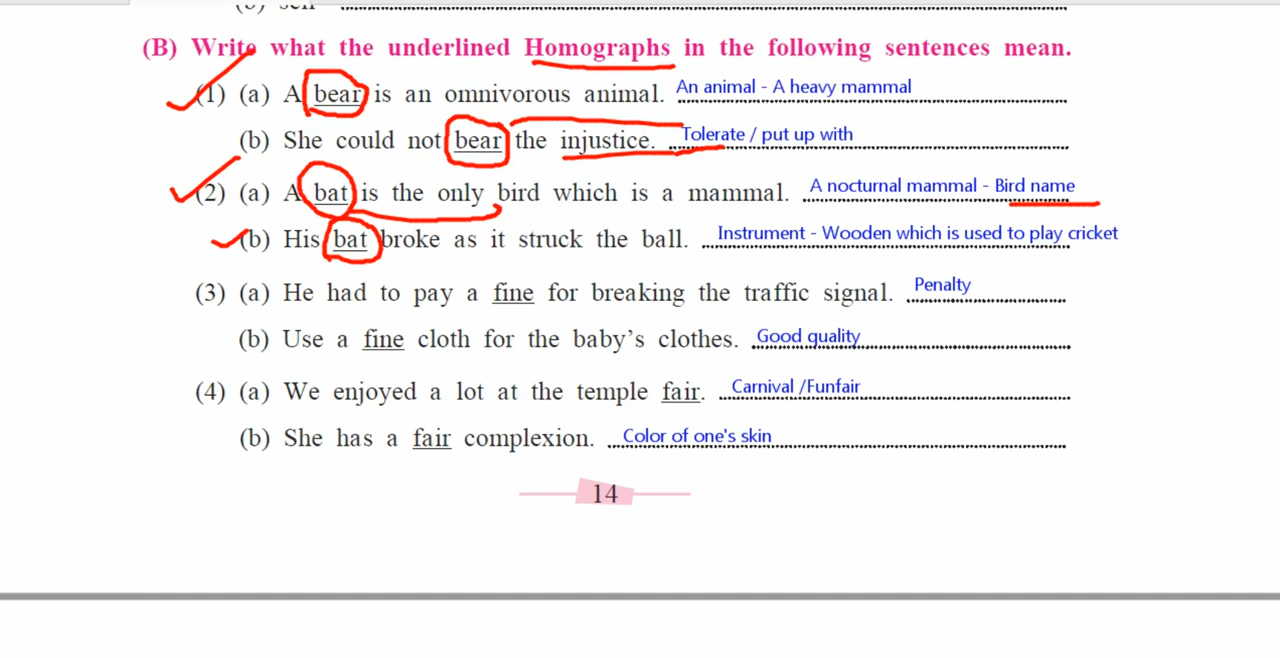 (B) Write what the underlined Homographs in the following sentences mean.
(1) (a) A bear is an omnivorous animal. An animal - A heavy mammal
(b) She could not bear the injustice. Tolerate / put up with
(2) (a) A bat is the only bird which is a mammal. A nocturnal mammal - Bird name
(b) His bat broke as it struck the ball. Instrument - Wooden which is used to play cricket
(3) (a) He had to pay a fine for breaking the traffic signal. Penalty
(b) Use a fine cloth for the baby's clothes. Good quality
(4) (a) We enjoyed a lot at the temple fair. Carnival /Funfair
(b) She has a fair complexion. Color of one's skin
14